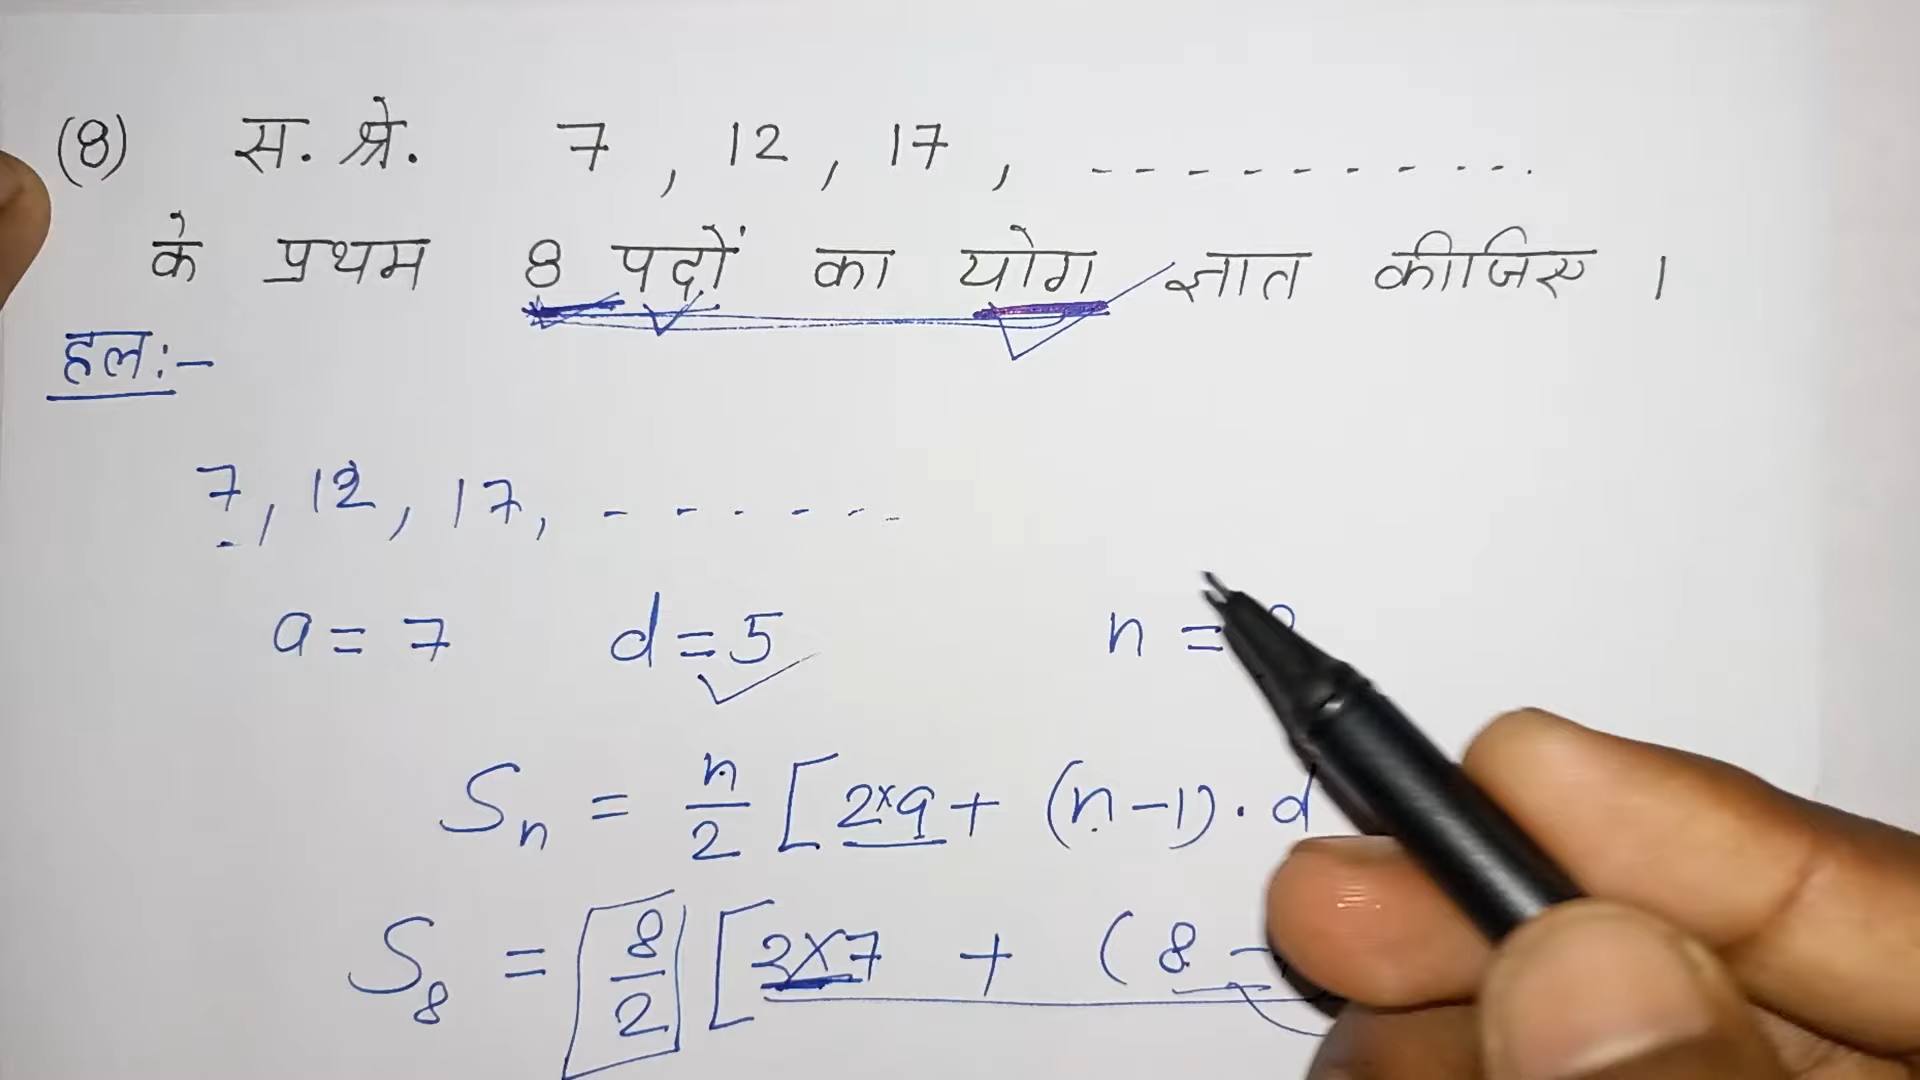 (8) स. श्रे. 7 , 12 , 17 , - - - - - - - - - - -
के प्रथम 8 पदों का योग ज्ञात कीजिए ।
हल:-
7, 12, 17, - - - - - -
a = 7 d = 5 n =
Sn = n/2 [2×a + (n-1)·d
S8 = 8/2 [2×7 + (8 -